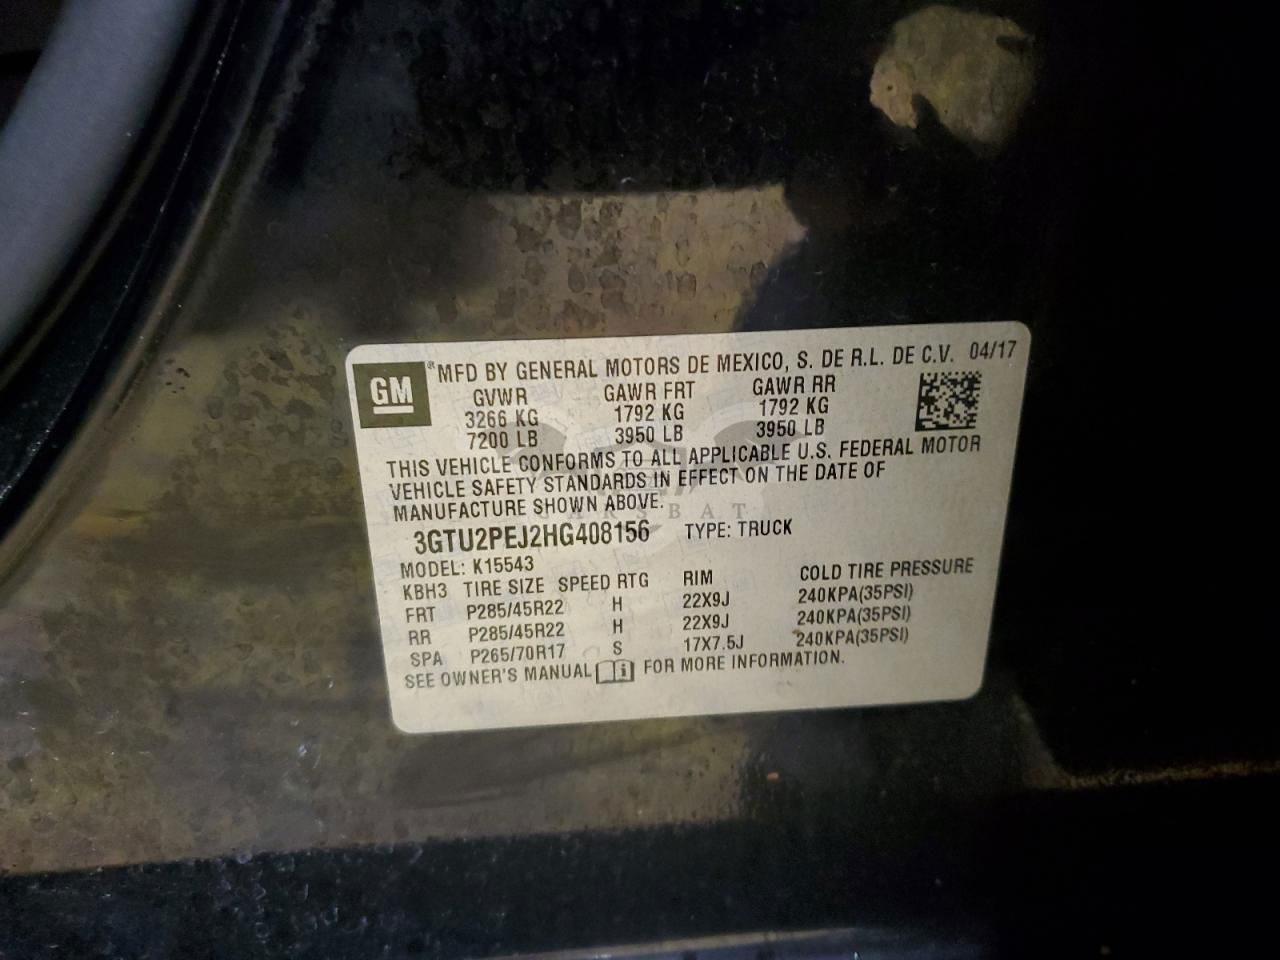 GM
® MFD BY GENERAL MOTORS DE MEXICO, S. DE R.L. DE C.V. 04/17
GVWR GAWR FRT GAWR RR
3266 KG 1792 KG 1792 KG
7200 LB 3950 LB 3950 LB
THIS VEHICLE CONFORMS TO ALL APPLICABLE U.S. FEDERAL MOTOR
VEHICLE SAFETY STANDARDS IN EFFECT ON THE DATE OF
MANUFACTURE SHOWN ABOVE.
CARSBAT
3GTU2PEJ2HG408156 TYPE: TRUCK
MODEL: K15543
KBH3 TIRE SIZE SPEED RTG RIM COLD TIRE PRESSURE
FRT P285/45R22 H 22X9J 240KPA(35PSI)
RR P285/45R22 H 22X9J 240KPA(35PSI)
SPA P265/70R17 S 17X7.5J 240KPA(35PSI)
SEE OWNER'S MANUAL i FOR MORE INFORMATION.